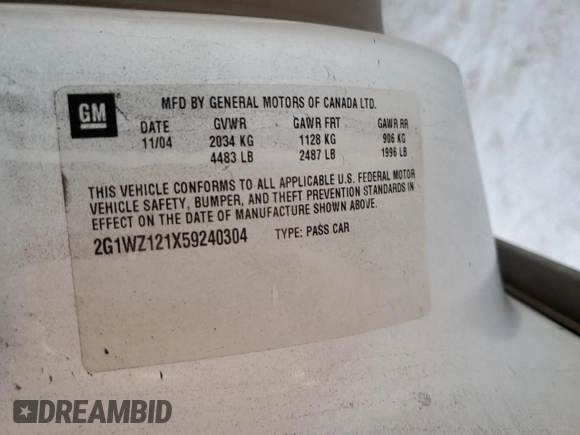 GM
MFD BY GENERAL MOTORS OF CANADA LTD.
DATE GVWR GAWR FRT GAWR RR
11/04 2034 KG 1128 KG 906 KG
4483 LB 2487 LB 1996 LB
THIS VEHICLE CONFORMS TO ALL APPLICABLE U.S. FEDERAL MOTOR
VEHICLE SAFETY, BUMPER, AND THEFT PREVENTION STANDARDS IN
EFFECT ON THE DATE OF MANUFACTURE SHOWN ABOVE.
2G1WZ121X59240304 TYPE: PASS CAR
DREAMBID